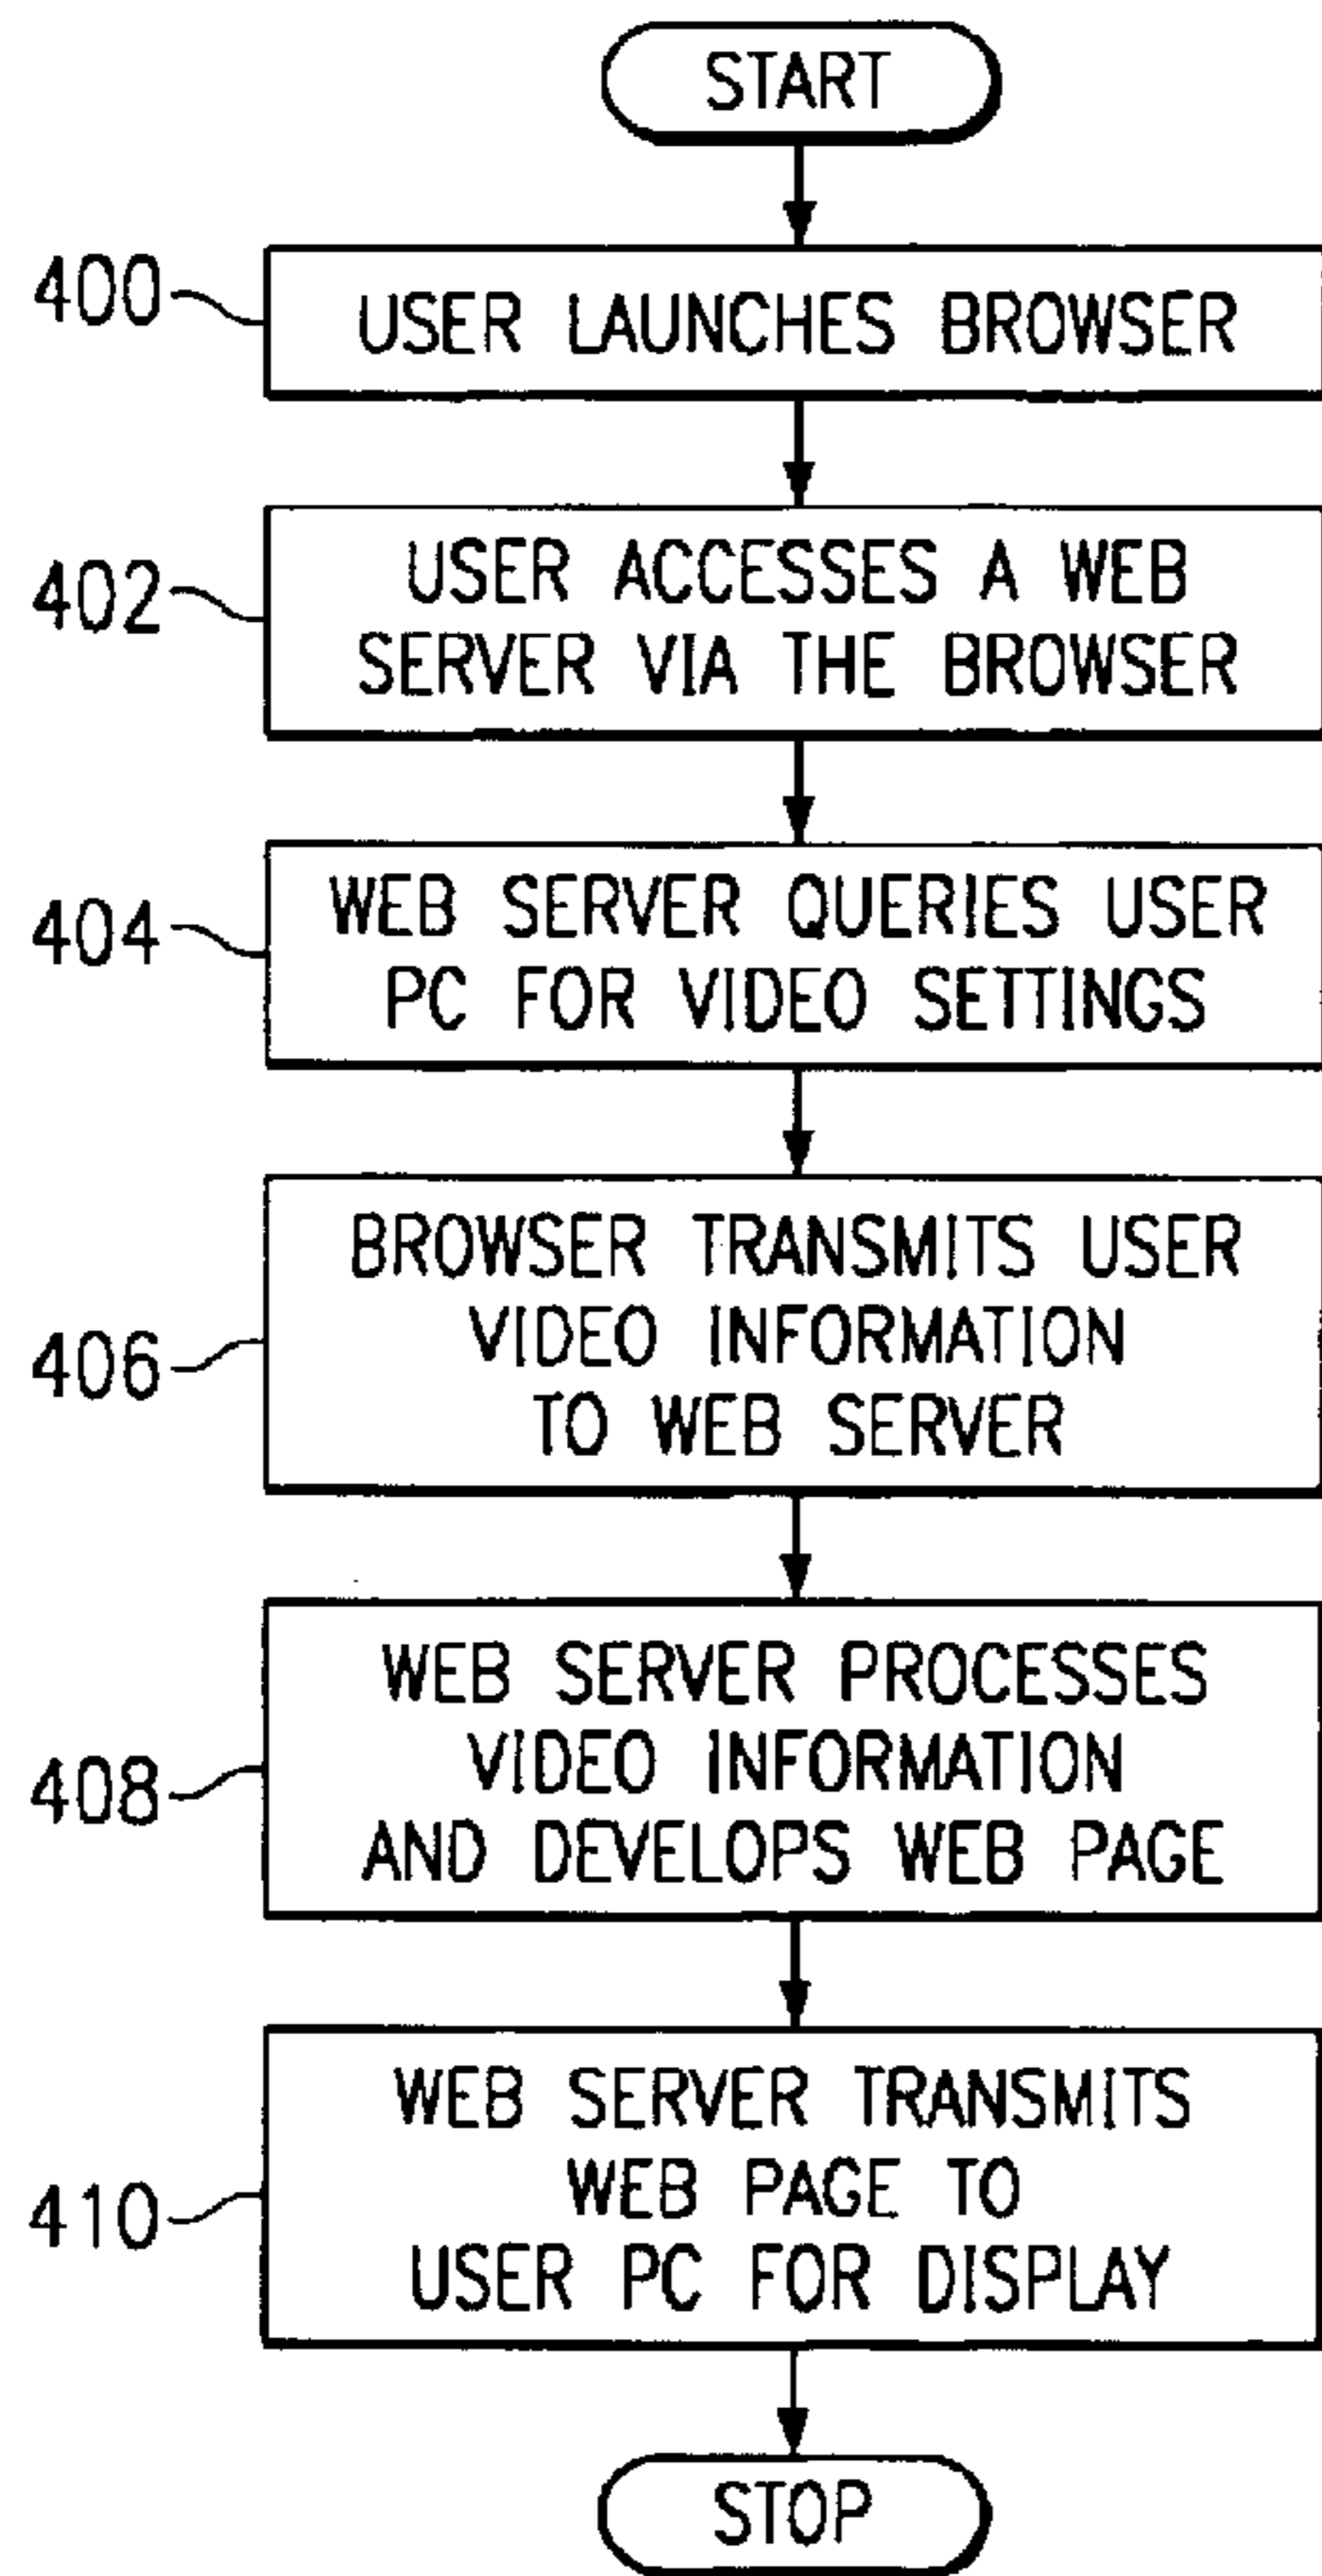 START
400
USER LAUNCHES BROWSER
402
USER ACCESSES A WEB
SERVER VIA THE BROWSER
404
WEB SERVER QUERIES USER
PC FOR VIDEO SETTINGS
406
BROWSER TRANSMITS USER
VIDEO INFORMATION
TO WEB SERVER
408
WEB SERVER PROCESSES
VIDEO INFORMATION
AND DEVELOPS WEB PAGE
410
WEB SERVER TRANSMITS
WEB PAGE TO
USER PC FOR DISPLAY
STOP